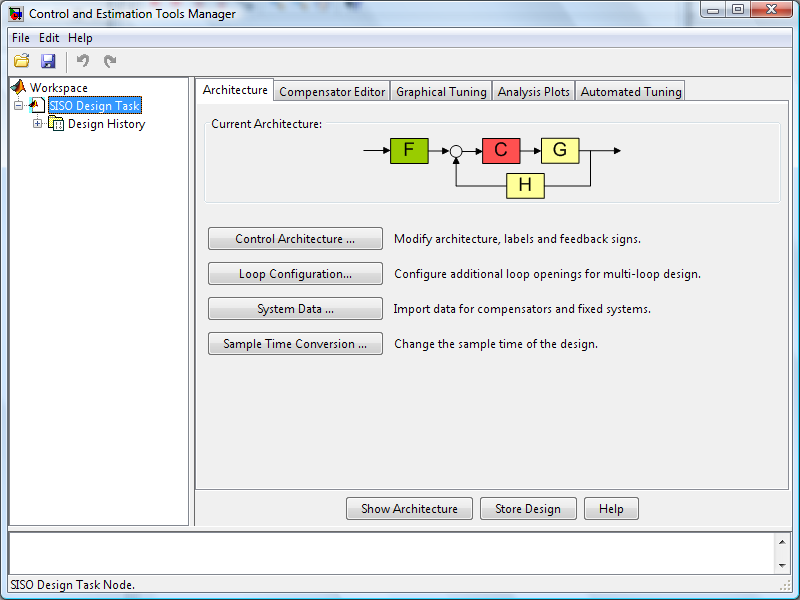 Control and Estimation Tools Manager
File Edit Help
Workspace
SISO Design Task
Design History
Architecture Compensator Editor Graphical Tuning Analysis Plots Automated Tuning
Current Architecture:
F C G
H
Control Architecture ... Modify architecture, labels and feedback signs.
Loop Configuration... Configure additional loop openings for multi-loop design.
System Data ... Import data for compensators and fixed systems.
Sample Time Conversion ... Change the sample time of the design.
Show Architecture Store Design Help
SISO Design Task Node.